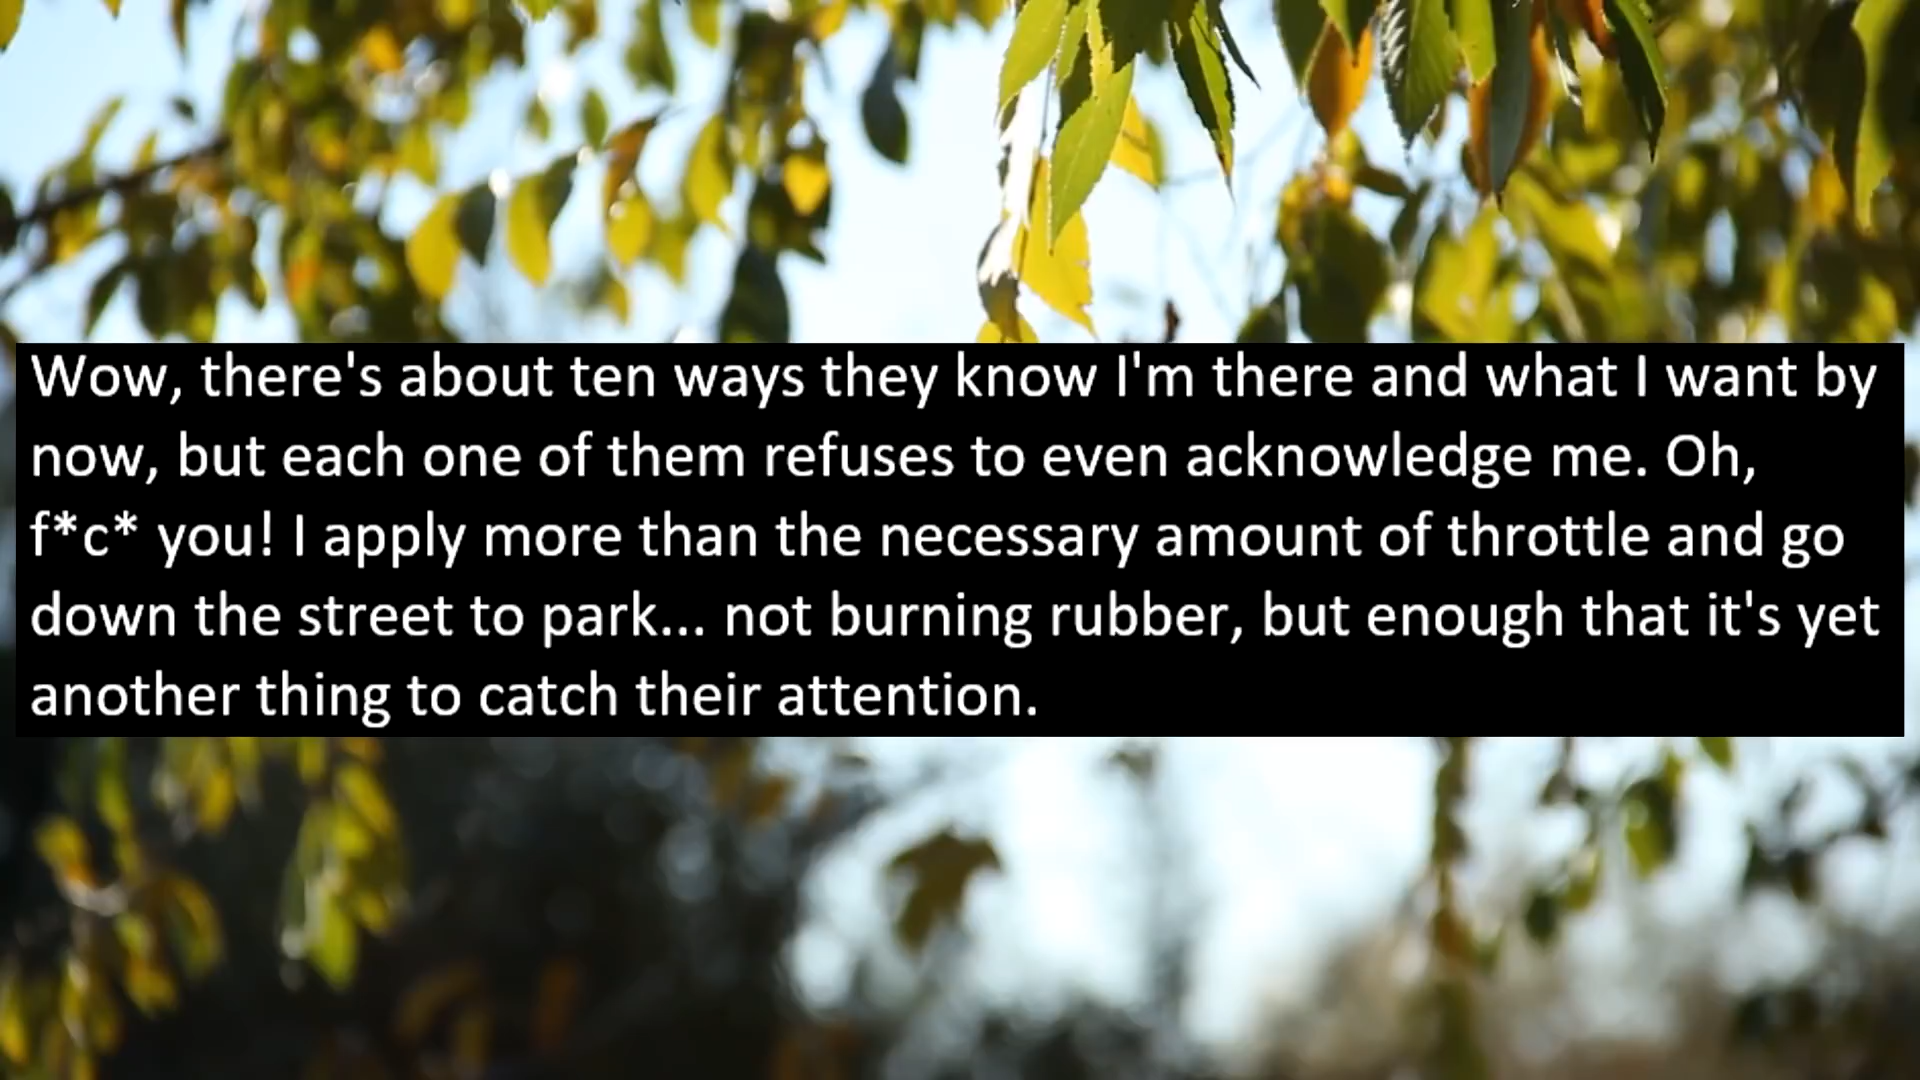 Wow, there's about ten ways they know I'm there and what I want by
now, but each one of them refuses to even acknowledge me. Oh,
f*c* you! I apply more than the necessary amount of throttle and go
down the street to park... not burning rubber, but enough that it's yet
another thing to catch their attention.